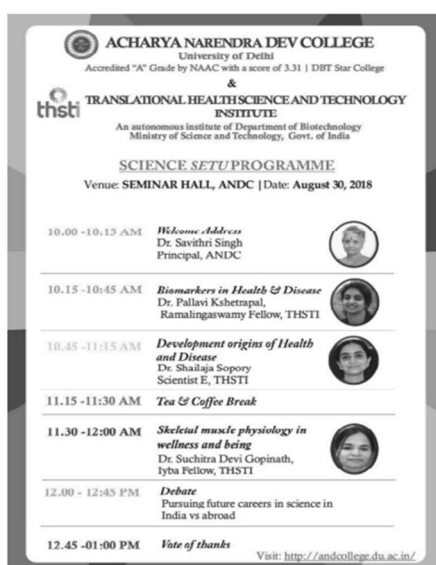 ACHARYA NARENDRA DEV COLLEGE
University of Delhi
Accredited "A" Grade by NAAC with a score of 3.31 | DBT Star College
&
thsti
TRANSLATIONAL HEALTH SCIENCE AND TECHNOLOGY
INSTITUTE
An autonomous institute of Department of Biotechnology
Ministry of Science and Technology, Govt. of India
SCIENCE SETU PROGRAMME
Venue: SEMINAR HALL, ANDC | Date: August 30, 2018
10.00 -10.15 AM Welcome Address
Dr. Savithri Singh
Principal, ANDC
10.15 -10:45 AM Biomarkers in Health & Disease
Dr. Pallavi Kshetrapal,
Ramalingaswamy Fellow, THSTI
10.45 -11:15 AM Development origins of Health
and Disease
Dr. Shailaja Sopory
Scientist E, THSTI
11.15 -11:30 AM Tea & Coffee Break
11.30 -12:00 AM Skeletal muscle physiology in
wellness and being
Dr. Suchitra Devi Gopinath,
Iyba Fellow, THSTI
12.00 - 12:45 PM Debate
Pursuing future careers in science in
India vs abroad
12.45 -01:00 PM Vote of thanks
Visit: http://andcollege.du.ac.in/